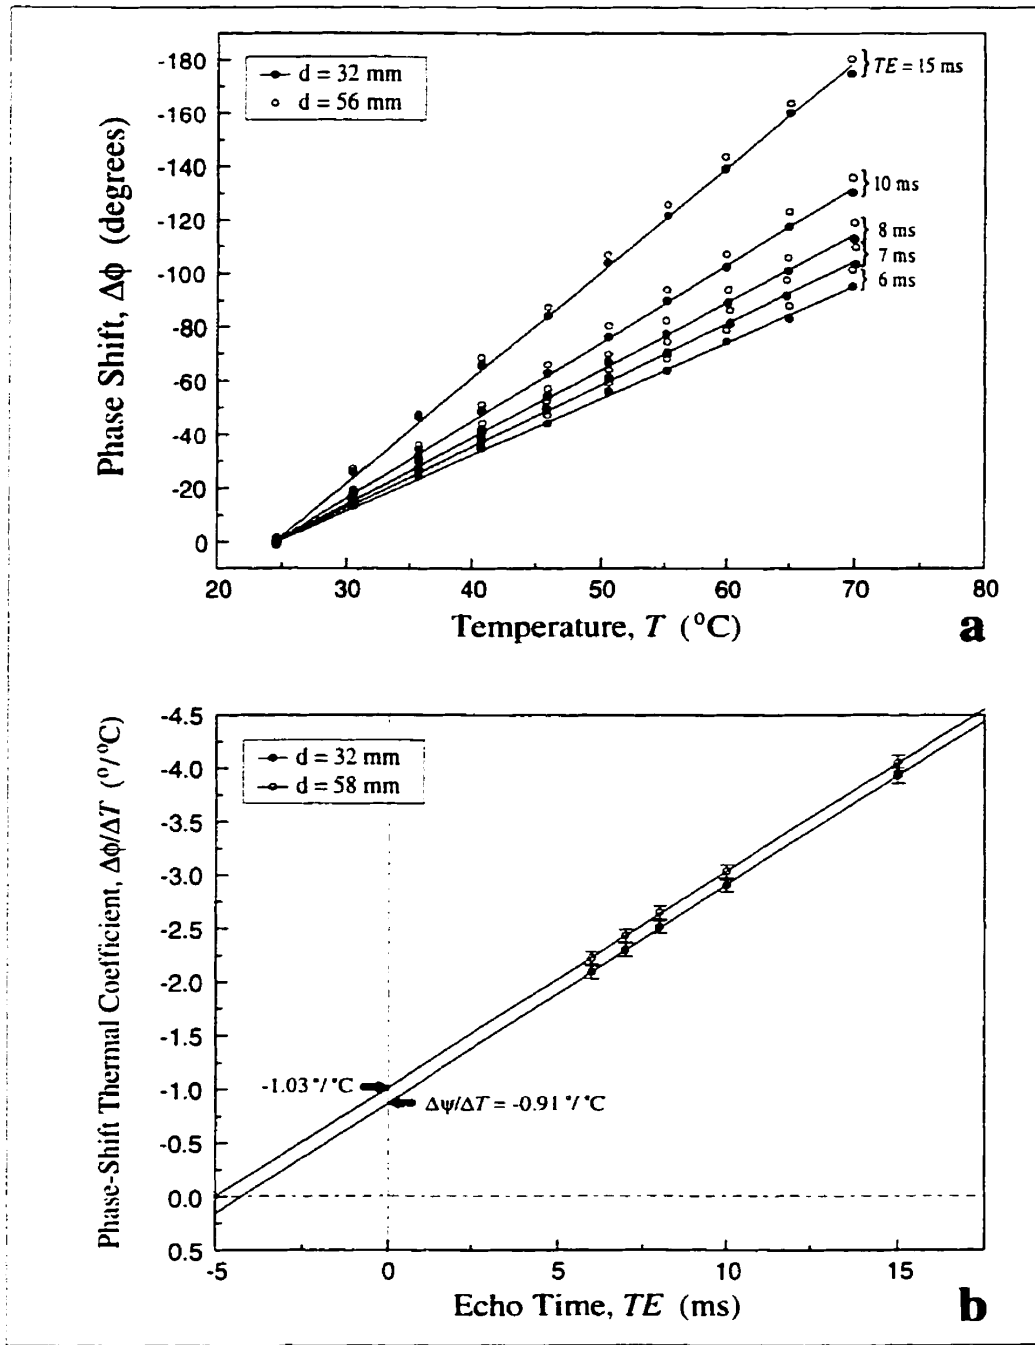 -180
-160
-140
-120
-100
-80
-60
-40
-20
0
Phase Shift, Δϕ (degrees)
d = 32 mm
d = 56 mm
TE = 15 ms
10 ms
8 ms
7 ms
6 ms
20 30 40 50 60 70 80
Temperature, T (°C)
a
-4.5
-4.0
-3.5
-3.0
-2.5
-2.0
-1.5
-1.0
-0.5
0.0
0.5
Phase-Shift Thermal Coefficient, Δϕ/ΔT (°/°C)
d = 32 mm
d = 58 mm
-1.03°/°C
Δψ/ΔT = -0.91°/°C
-5 0 5 10 15
Echo Time, TE (ms)
b